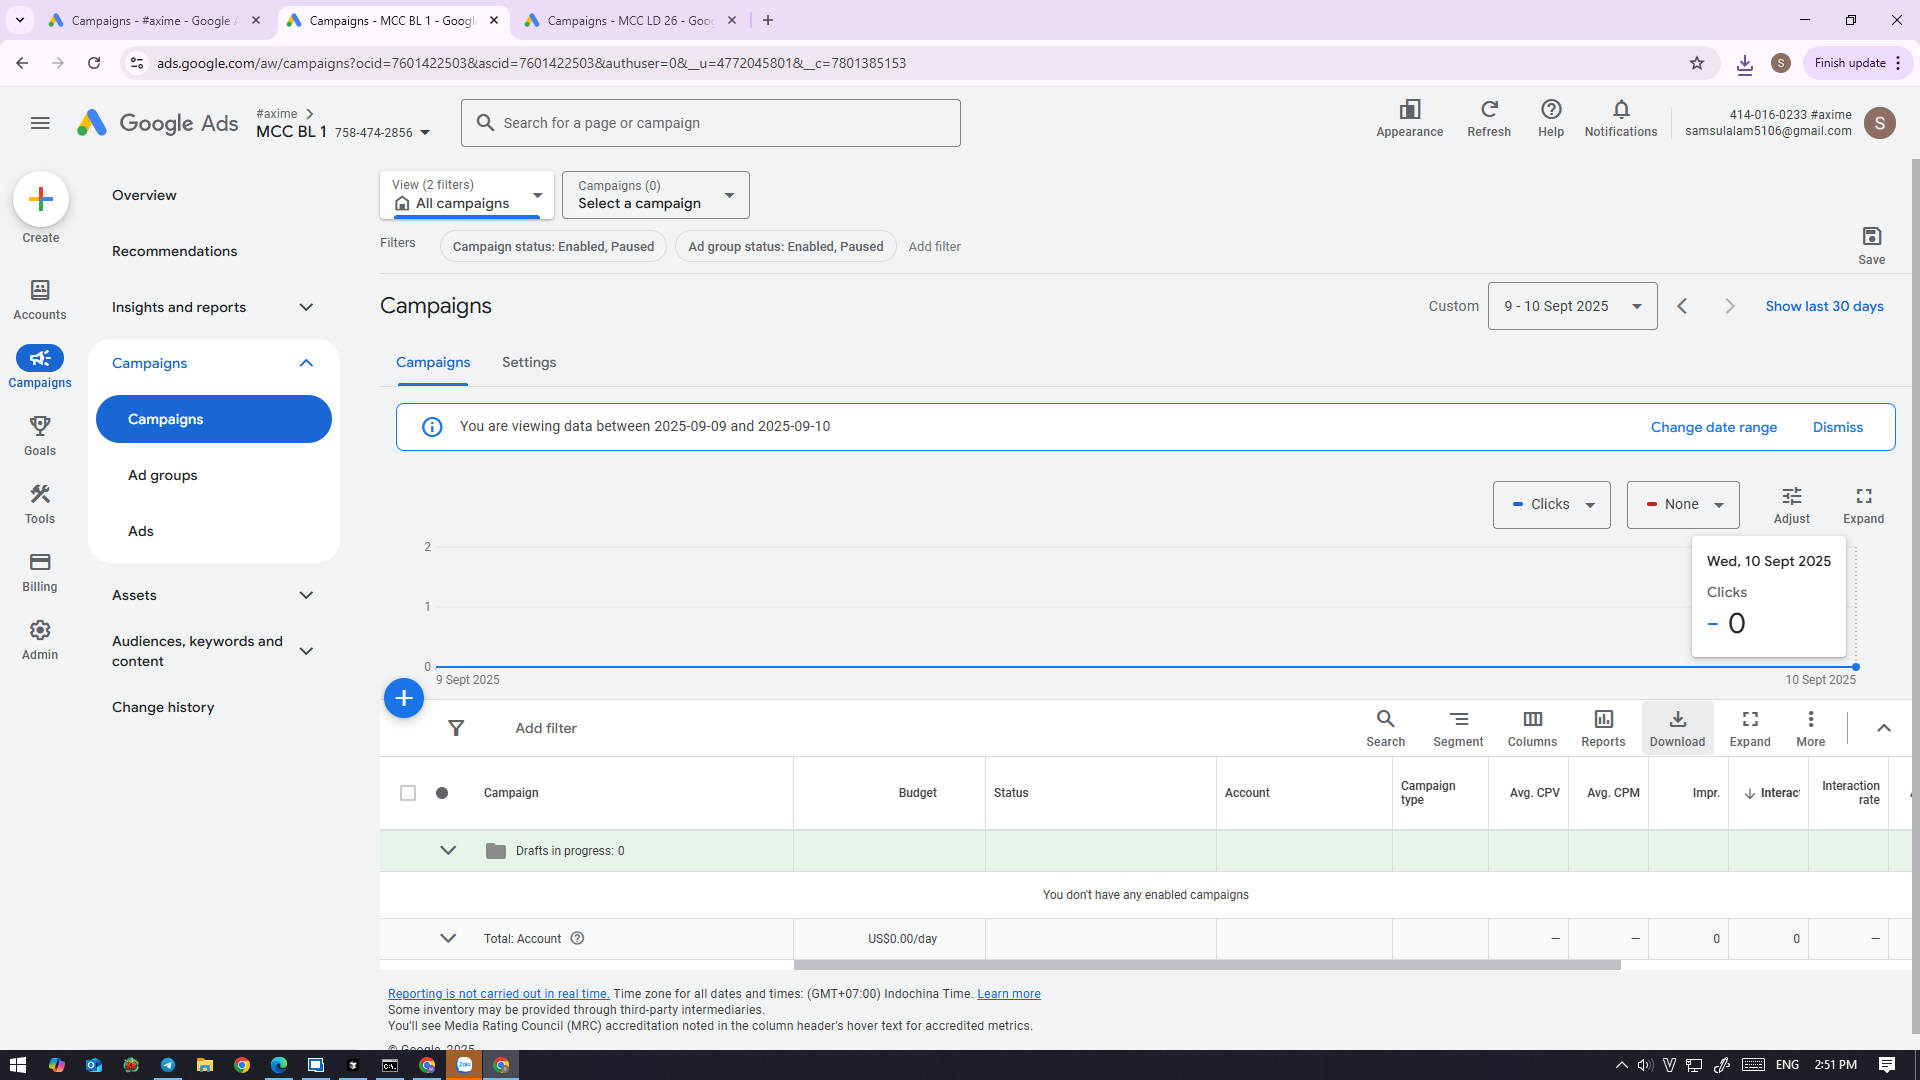 Campaigns - #axime - Google A
Campaigns - MCC BL 1 - Googl
Campaigns - MCC LD 26 - Goo
ads.google.com/aw/campaigns?ocid=7601422503&ascid=7601422503&authuser=0&__u=4772045801&__c=7801385153
S
Finish update
Google Ads
#axime
MCC BL 1 758-474-2856
Search for a page or campaign
Appearance
Refresh
Help
Notifications
414-016-0233 #axime
samsulalam5106@gmail.com
S
Create
Accounts
Campaigns
Goals
Tools
Billing
Admin
Overview
Recommendations
Insights and reports
Campaigns
Campaigns
Ad groups
Ads
Assets
Audiences, keywords and
content
Change history
View (2 filters)
All campaigns
Campaigns (0)
Select a campaign
Filters
Campaign status: Enabled, Paused
Ad group status: Enabled, Paused
Add filter
Save
Campaigns
Custom
9 - 10 Sept 2025
Show last 30 days
Campaigns
Settings
You are viewing data between 2025-09-09 and 2025-09-10
Change date range
Dismiss
Clicks
None
Adjust
Expand
2
1
0
9 Sept 2025
10 Sept 2025
Wed, 10 Sept 2025
Clicks
0
Add filter
Search
Segment
Columns
Reports
Download
Expand
More
Campaign
Budget
Status
Account
Campaign
type
Avg. CPV
Avg. CPM
Impr.
Interact
Interaction
rate
Drafts in progress: 0
You don't have any enabled campaigns
Total: Account
US$0.00/day
—
—
0
0
—
Reporting is not carried out in real time. Time zone for all dates and times: (GMT+07:00) Indochina Time. Learn more
Some inventory may be provided through third-party intermediaries.
You'll see Media Rating Council (MRC) accreditation noted in the column header's hover text for accredited metrics.
© Google, 2025
Zalo
ENG
2:51 PM